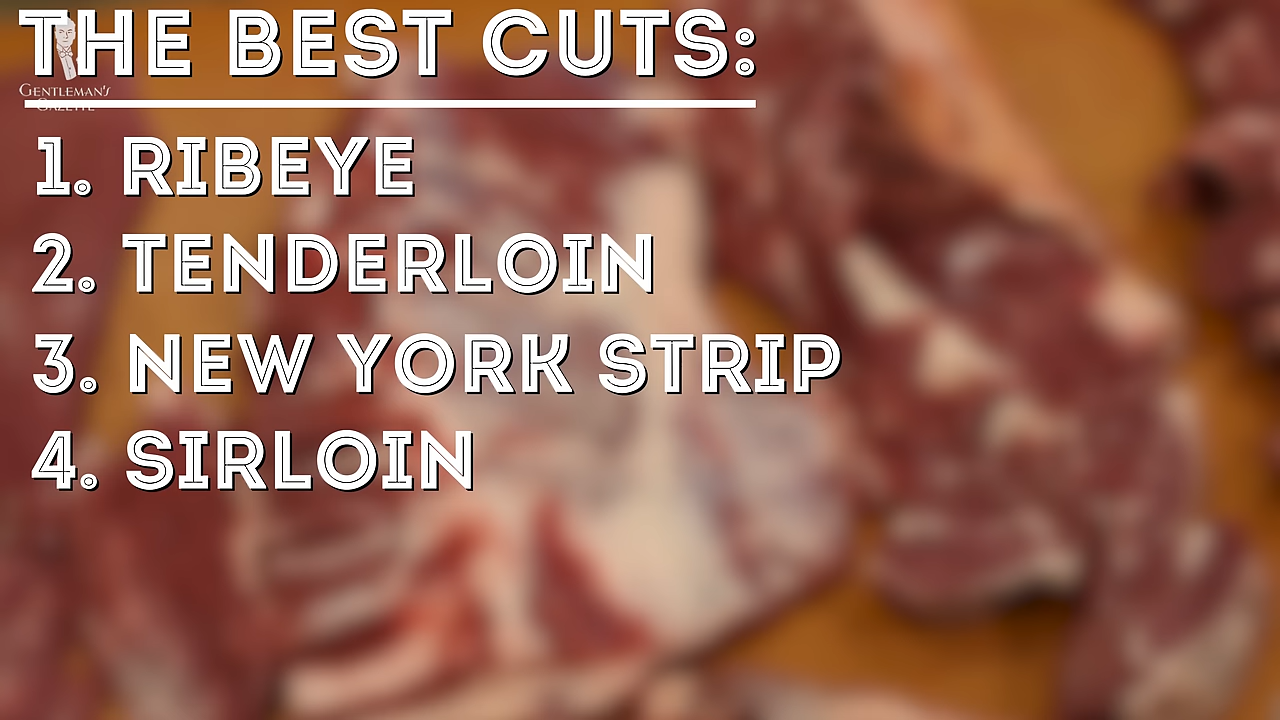 THE BEST CUTS:
GENTLEMAN'S
GAZETTE
1. RIBEYE
2. TENDERLOIN
3. NEW YORK STRIP
4. SIRLOIN